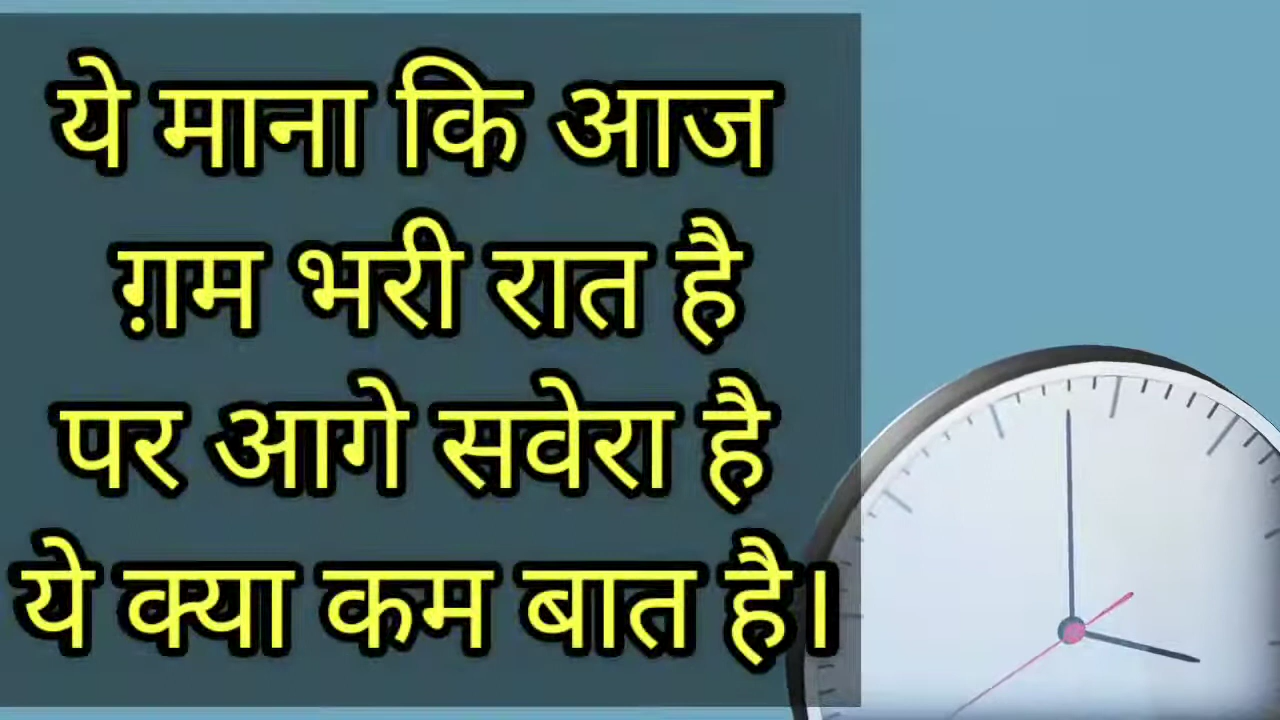 ये माना कि आज
ग़म भरी रात है
पर आगे सवेरा है
ये क्या कम बात है।